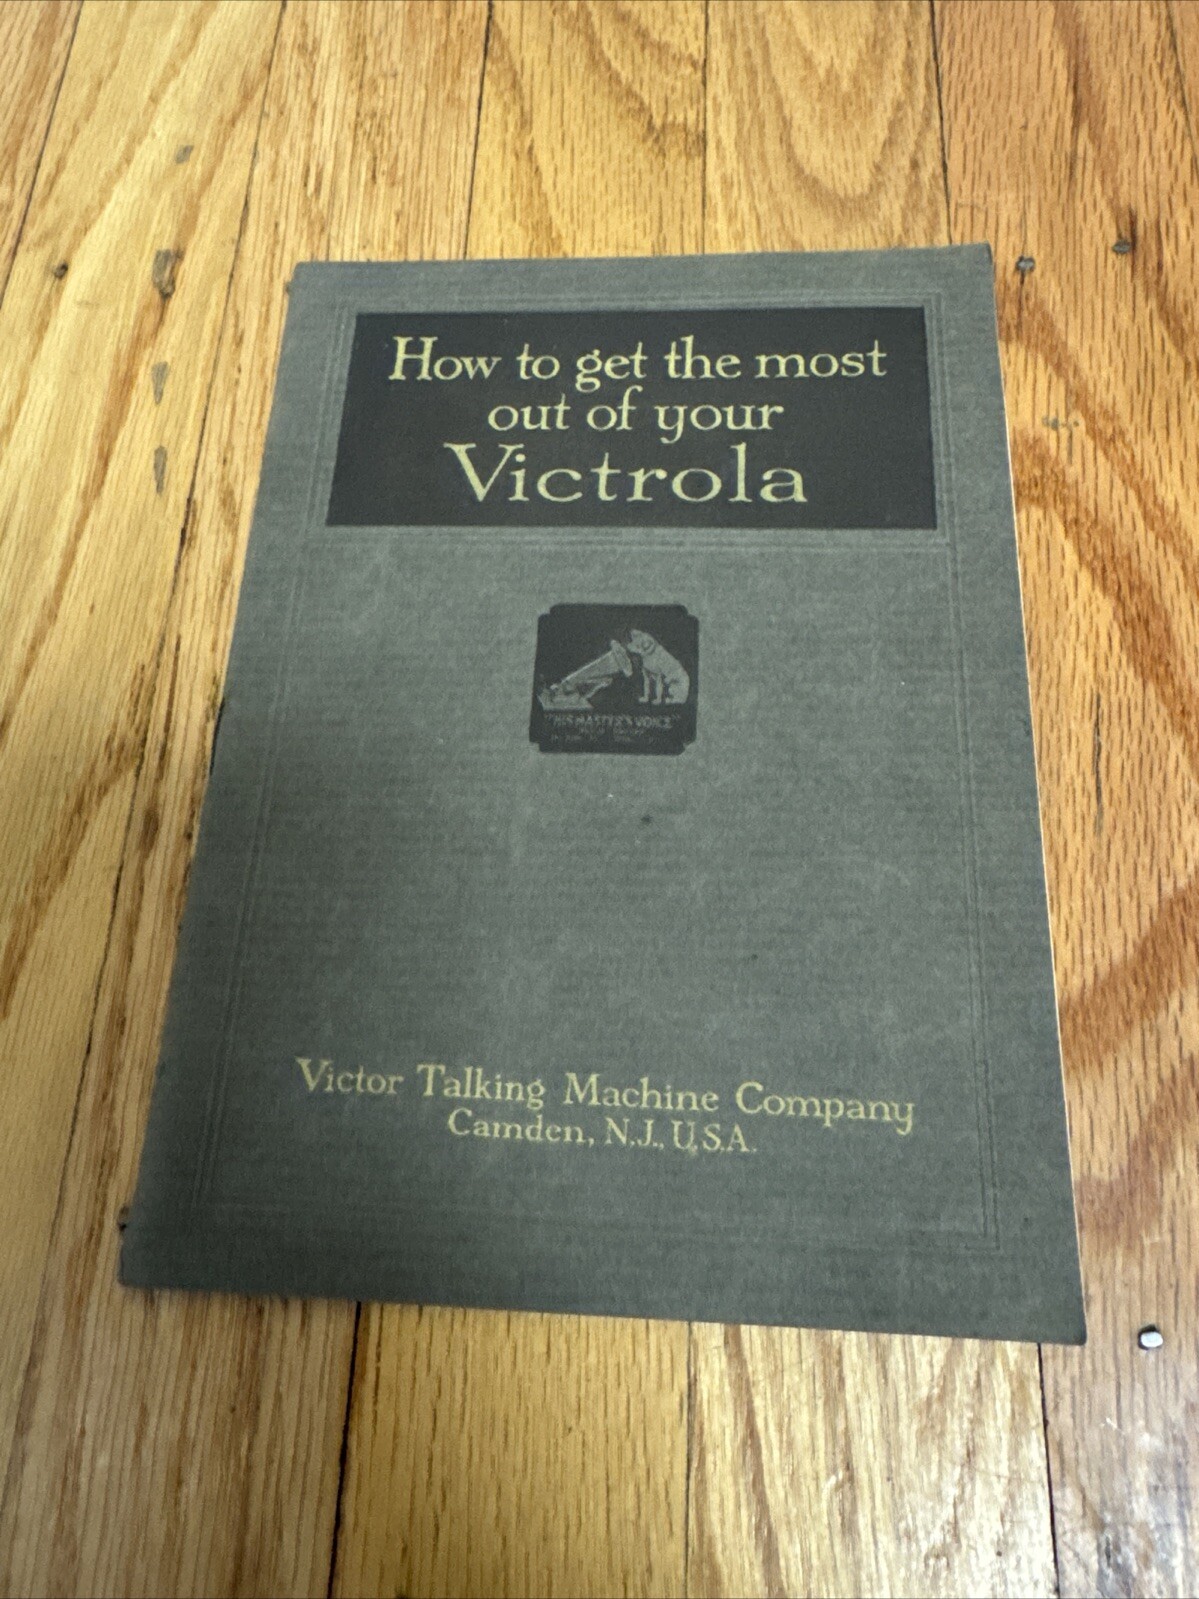 How to get the most
out of your
Victrola
"HIS MASTER'S VOICE"
Victor Talking Machine Company
Camden, N.J., U.S.A.